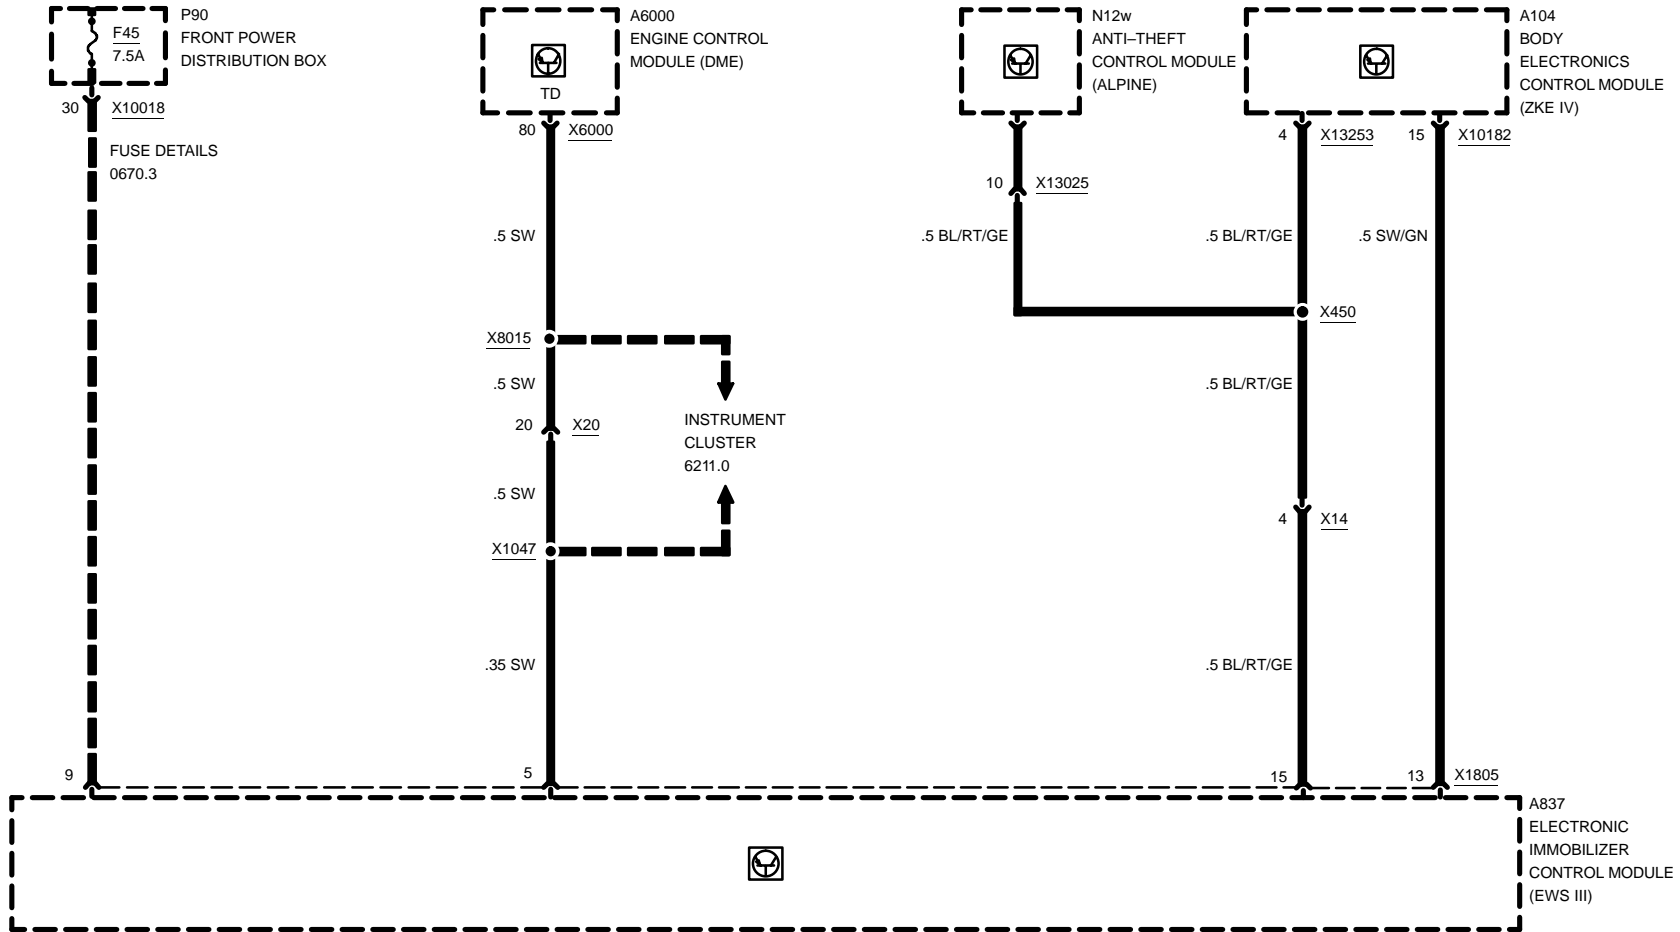 P90
FRONT POWER
DISTRIBUTION BOX
F45
7.5A
30
X10018
FUSE DETAILS
0670.3
A6000
ENGINE CONTROL
MODULE (DME)
TD
80
X6000
N12w
ANTI–THEFT
CONTROL MODULE
(ALPINE)
10
X13025
A104
BODY
ELECTRONICS
CONTROL MODULE
(ZKE IV)
4
X13253
15
X10182
.5 SW
.5 BL/RT/GE
.5 BL/RT/GE
.5 SW/GN
X450
X8015
.5 SW
.5 BL/RT/GE
20
X20
INSTRUMENT
CLUSTER
6211.0
.5 SW
4
X14
X1047
.35 SW
.5 BL/RT/GE
9
5
15
13
X1805
A837
ELECTRONIC
IMMOBILIZER
CONTROL MODULE
(EWS III)